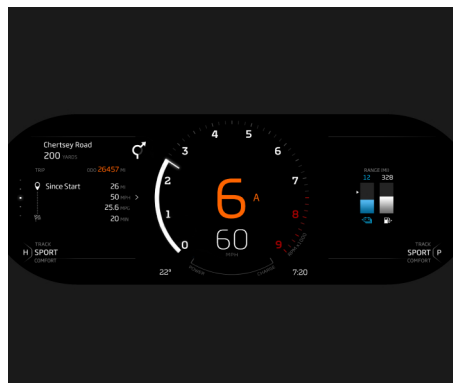 Chertsey Road
200 YARDS
TRIP ODO 26457 MI
Since Start 26 MI
50 MPH
25.6 MPG
20 MIN
TRACK
H SPORT
COMFORT
0
1
2
3
4
5
6
7
8
9
6 A
60
MPH
POWER CHARGE
22° 7:20
RANGE (MI)
12 328
TRACK
SPORT P
COMFORT